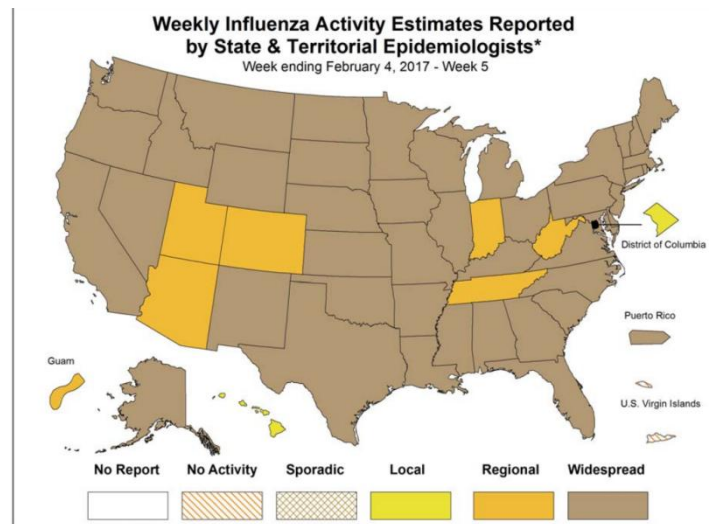 Weekly Influenza Activity Estimates Reported
by State & Territorial Epidemiologists*
Week ending February 4, 2017 - Week 5
District of Columbia
Puerto Rico
Guam
U.S. Virgin Islands
No Report
No Activity
Sporadic
Local
Regional
Widespread